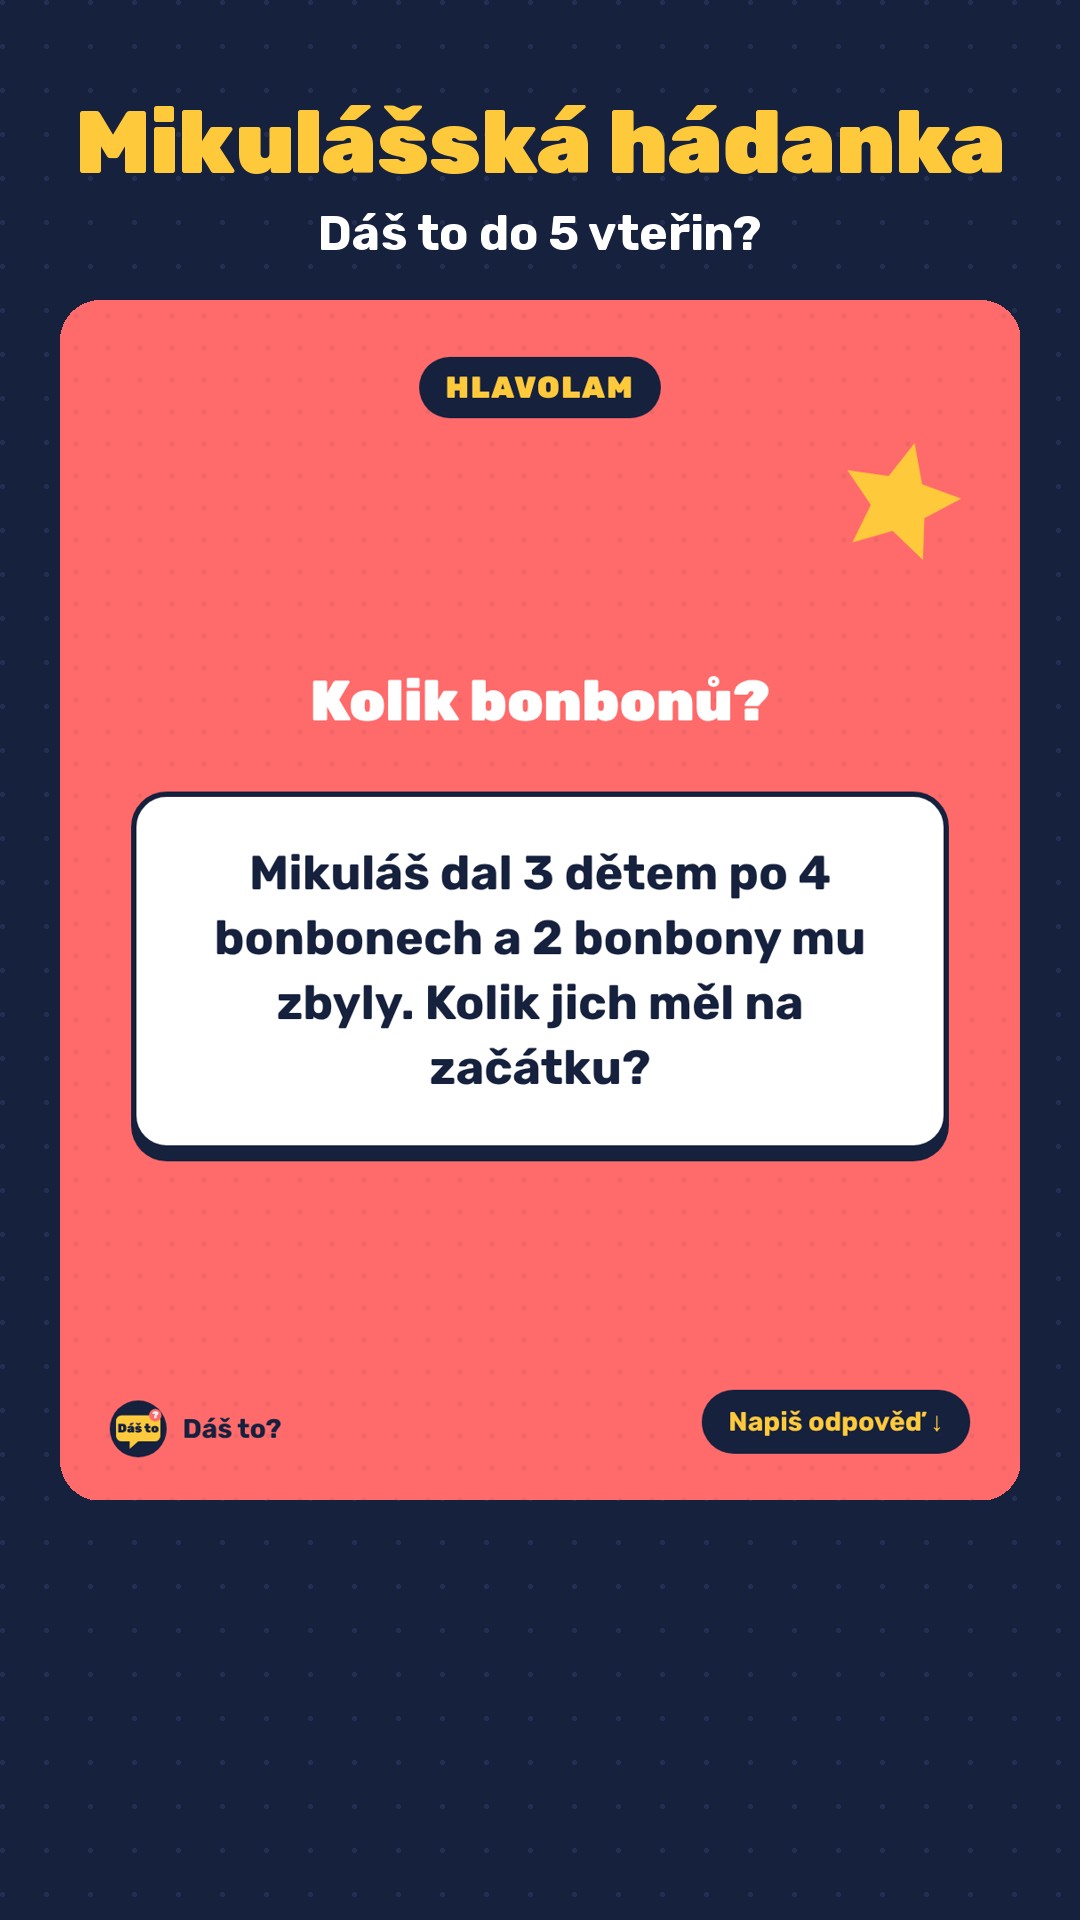 Mikulášská hádanka
Dáš to do 5 vteřin?
HLAVOLAM
Kolik bonbonů?
Mikuláš dal 3 dětem po 4
bonbonech a 2 bonbony mu
zbyly. Kolik jich měl na
začátku?
Dáš to
?
Dáš to?
Napiš odpověď ↓